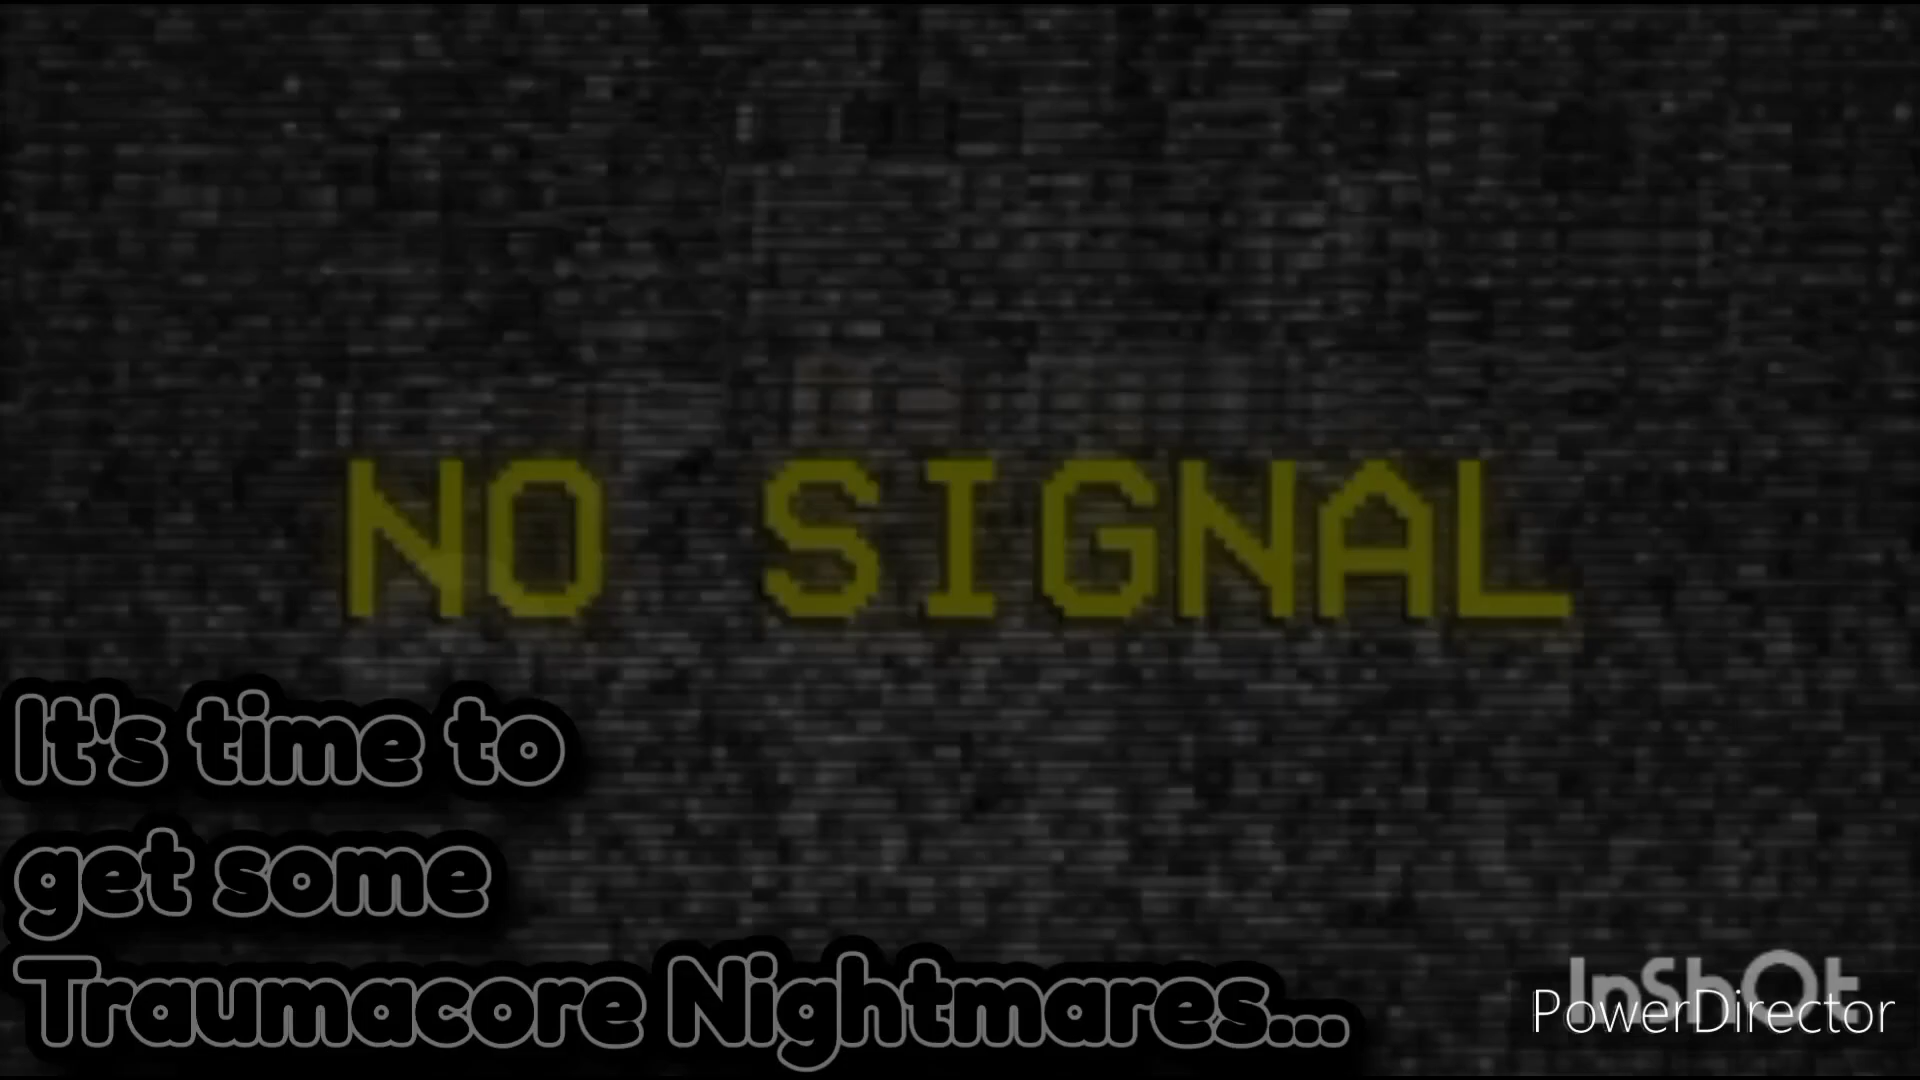 NO SIGNAL
It's time to
get some
Traumacore Nightmares...
InShOt
PowerDirector